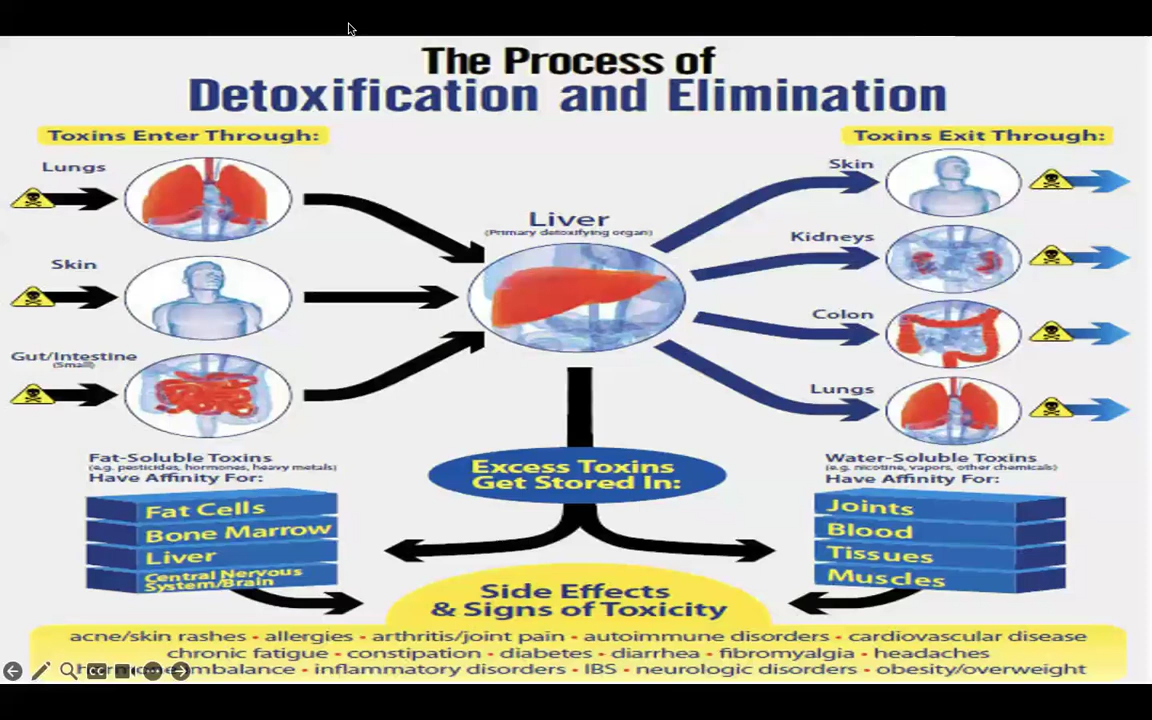 The Process of
Detoxification and Elimination
Toxins Enter Through:
Lungs
Skin
Gut/Intestine
(Small)
Liver
(Primary detoxifying organ)
Toxins Exit Through:
Skin
Kidneys
Colon
Lungs
Fat-Soluble Toxins
(e.g. pesticides, hormones, heavy metals)
Have Affinity For:
Fat Cells
Bone Marrow
Liver
Central Nervous
System/Brain
Excess Toxins
Get Stored In:
Water-Soluble Toxins
(e.g. nicotine, vapors, other chemicals)
Have Affinity For:
Joints
Blood
Tissues
Muscles
Side Effects
& Signs of Toxicity
acne/skin rashes • allergies • arthritis/joint pain • autoimmune disorders • cardiovascular disease
chronic fatigue • constipation • diabetes • diarrhea • fibromyalgia • headaches
• inflammatory disorders • IBS • neurologic disorders • obesity/overweight
CC